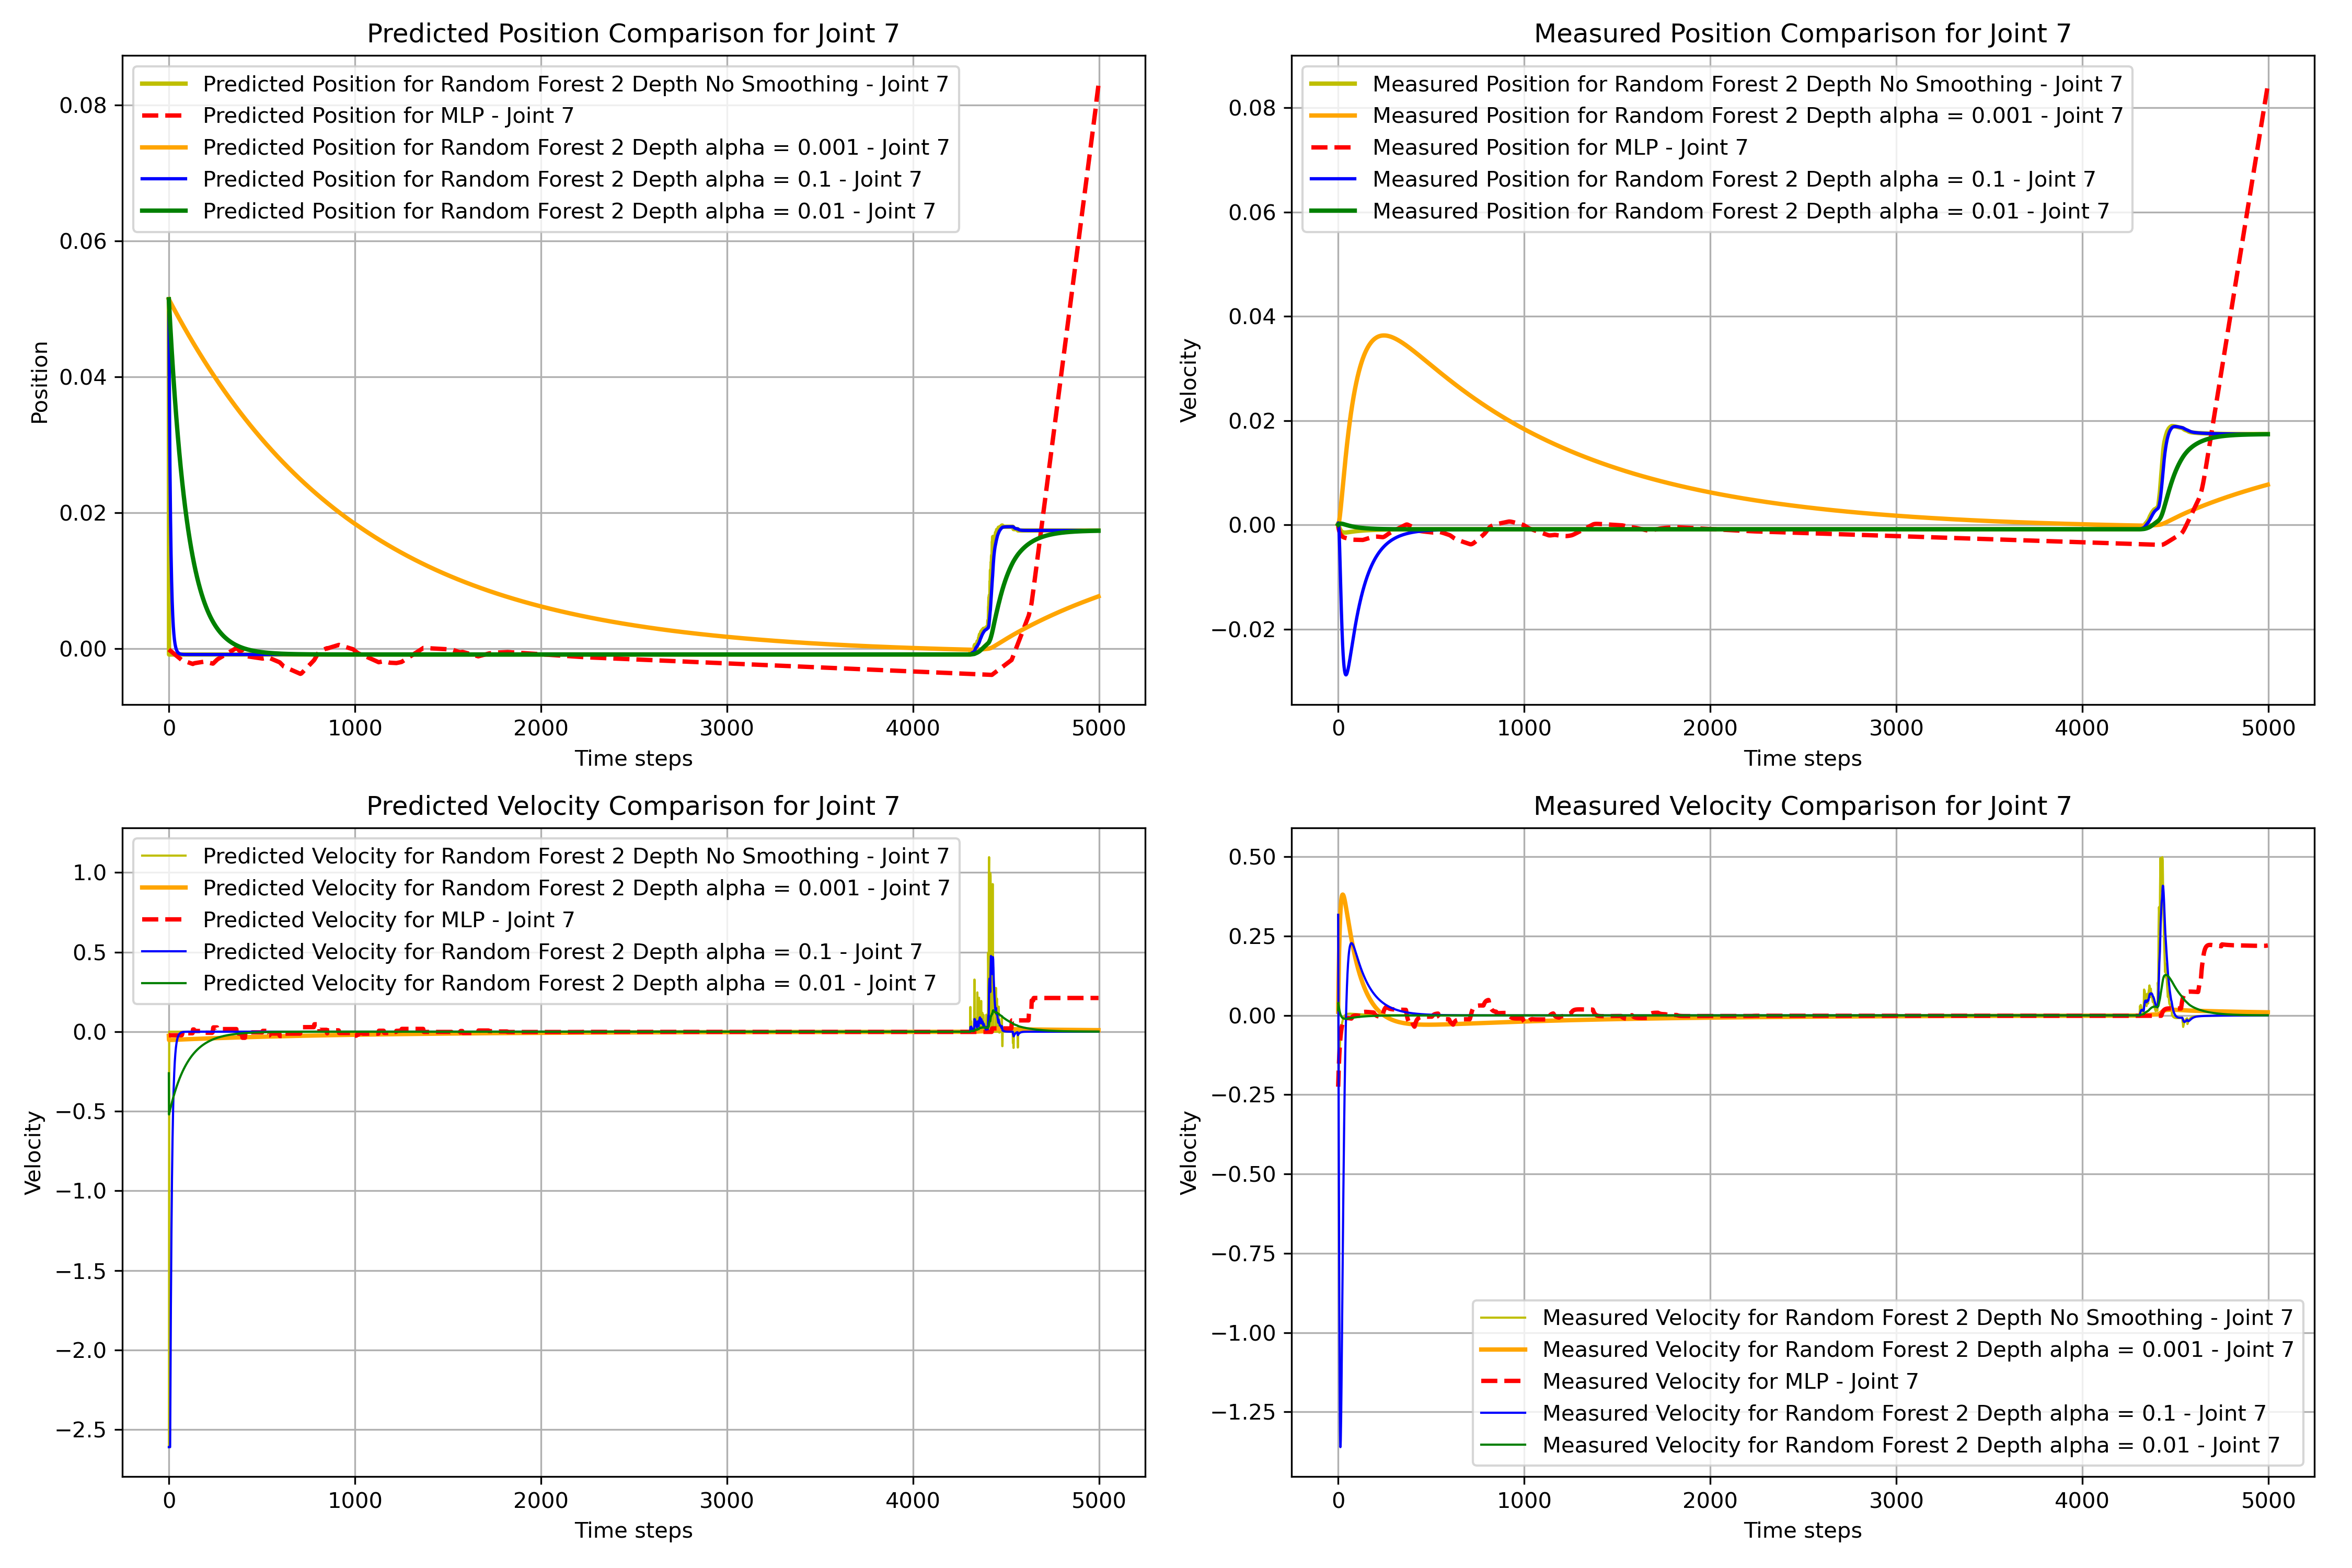 Predicted Position Comparison for Joint 7
Predicted Position for Random Forest 2 Depth No Smoothing - Joint 7
Predicted Position for MLP - Joint 7
Predicted Position for Random Forest 2 Depth alpha = 0.001 - Joint 7
Predicted Position for Random Forest 2 Depth alpha = 0.1 - Joint 7
Predicted Position for Random Forest 2 Depth alpha = 0.01 - Joint 7
0.08
0.06
0.04
0.02
0.00
Position
0 1000 2000 3000 4000 5000
Time steps
Measured Position Comparison for Joint 7
Measured Position for Random Forest 2 Depth No Smoothing - Joint 7
Measured Position for Random Forest 2 Depth alpha = 0.001 - Joint 7
Measured Position for MLP - Joint 7
Measured Position for Random Forest 2 Depth alpha = 0.1 - Joint 7
Measured Position for Random Forest 2 Depth alpha = 0.01 - Joint 7
0.08
0.06
0.04
0.02
0.00
−0.02
Velocity
0 1000 2000 3000 4000 5000
Time steps
Predicted Velocity Comparison for Joint 7
Predicted Velocity for Random Forest 2 Depth No Smoothing - Joint 7
Predicted Velocity for Random Forest 2 Depth alpha = 0.001 - Joint 7
Predicted Velocity for MLP - Joint 7
Predicted Velocity for Random Forest 2 Depth alpha = 0.1 - Joint 7
Predicted Velocity for Random Forest 2 Depth alpha = 0.01 - Joint 7
1.0
0.5
0.0
−0.5
−1.0
−1.5
−2.0
−2.5
Velocity
0 1000 2000 3000 4000 5000
Time steps
Measured Velocity Comparison for Joint 7
0.50
0.25
0.00
−0.25
−0.50
−0.75
−1.00
−1.25
Velocity
Measured Velocity for Random Forest 2 Depth No Smoothing - Joint 7
Measured Velocity for Random Forest 2 Depth alpha = 0.001 - Joint 7
Measured Velocity for MLP - Joint 7
Measured Velocity for Random Forest 2 Depth alpha = 0.1 - Joint 7
Measured Velocity for Random Forest 2 Depth alpha = 0.01 - Joint 7
0 1000 2000 3000 4000 5000
Time steps